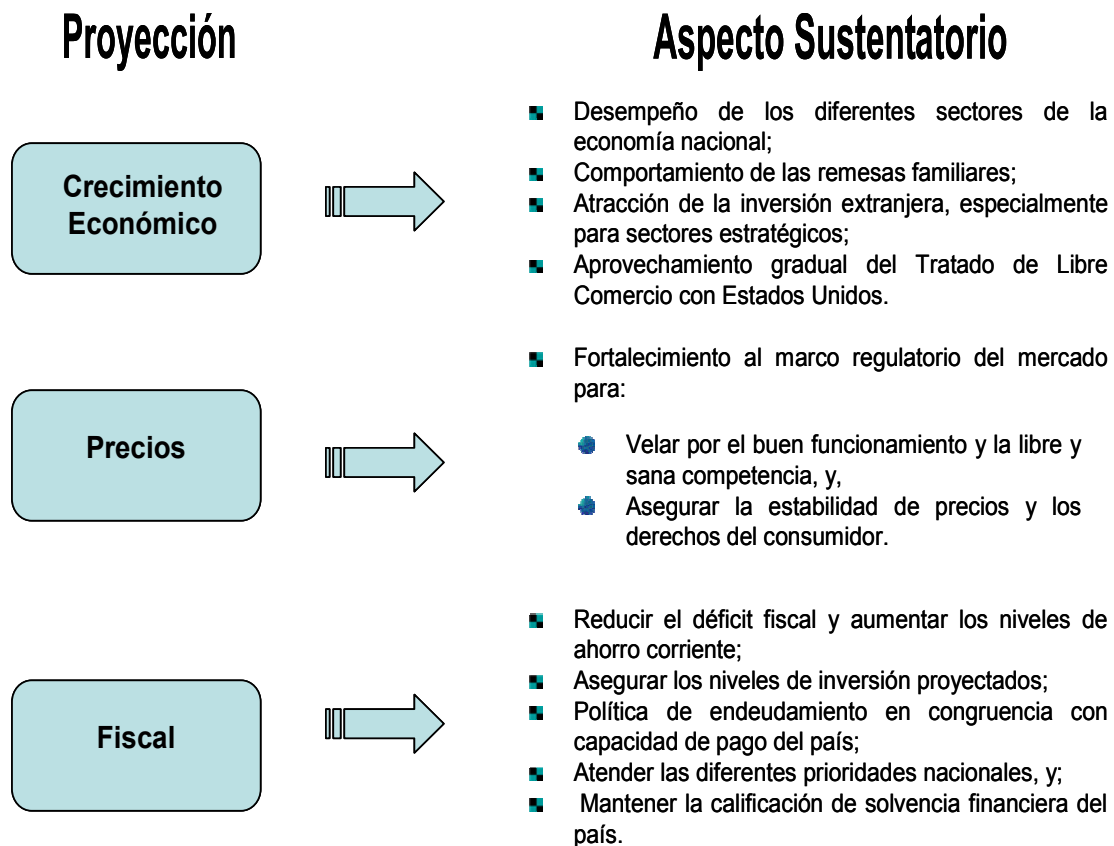 Proyección
Aspecto Sustentatorio
Crecimiento
Económico
Desempeño de los diferentes sectores de la
economía nacional;
Comportamiento de las remesas familiares;
Atracción de la inversión extranjera, especialmente
para sectores estratégicos;
Aprovechamiento gradual del Tratado de Libre
Comercio con Estados Unidos.
Precios
Fortalecimiento al marco regulatorio del mercado
para:
Velar por el buen funcionamiento y la libre y
sana competencia, y,
Asegurar la estabilidad de precios y los
derechos del consumidor.
Fiscal
Reducir el déficit fiscal y aumentar los niveles de
ahorro corriente;
Asegurar los niveles de inversión proyectados;
Política de endeudamiento en congruencia con
capacidad de pago del país;
Atender las diferentes prioridades nacionales, y;
Mantener la calificación de solvencia financiera del
país.